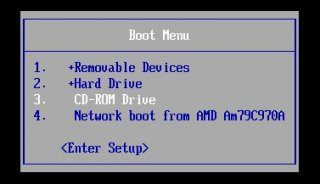 Boot Menu
1. +Removable Devices
2. +Hard Drive
3. CD-ROM Drive
4. Network boot from AMD Am79C970A
<Enter Setup>